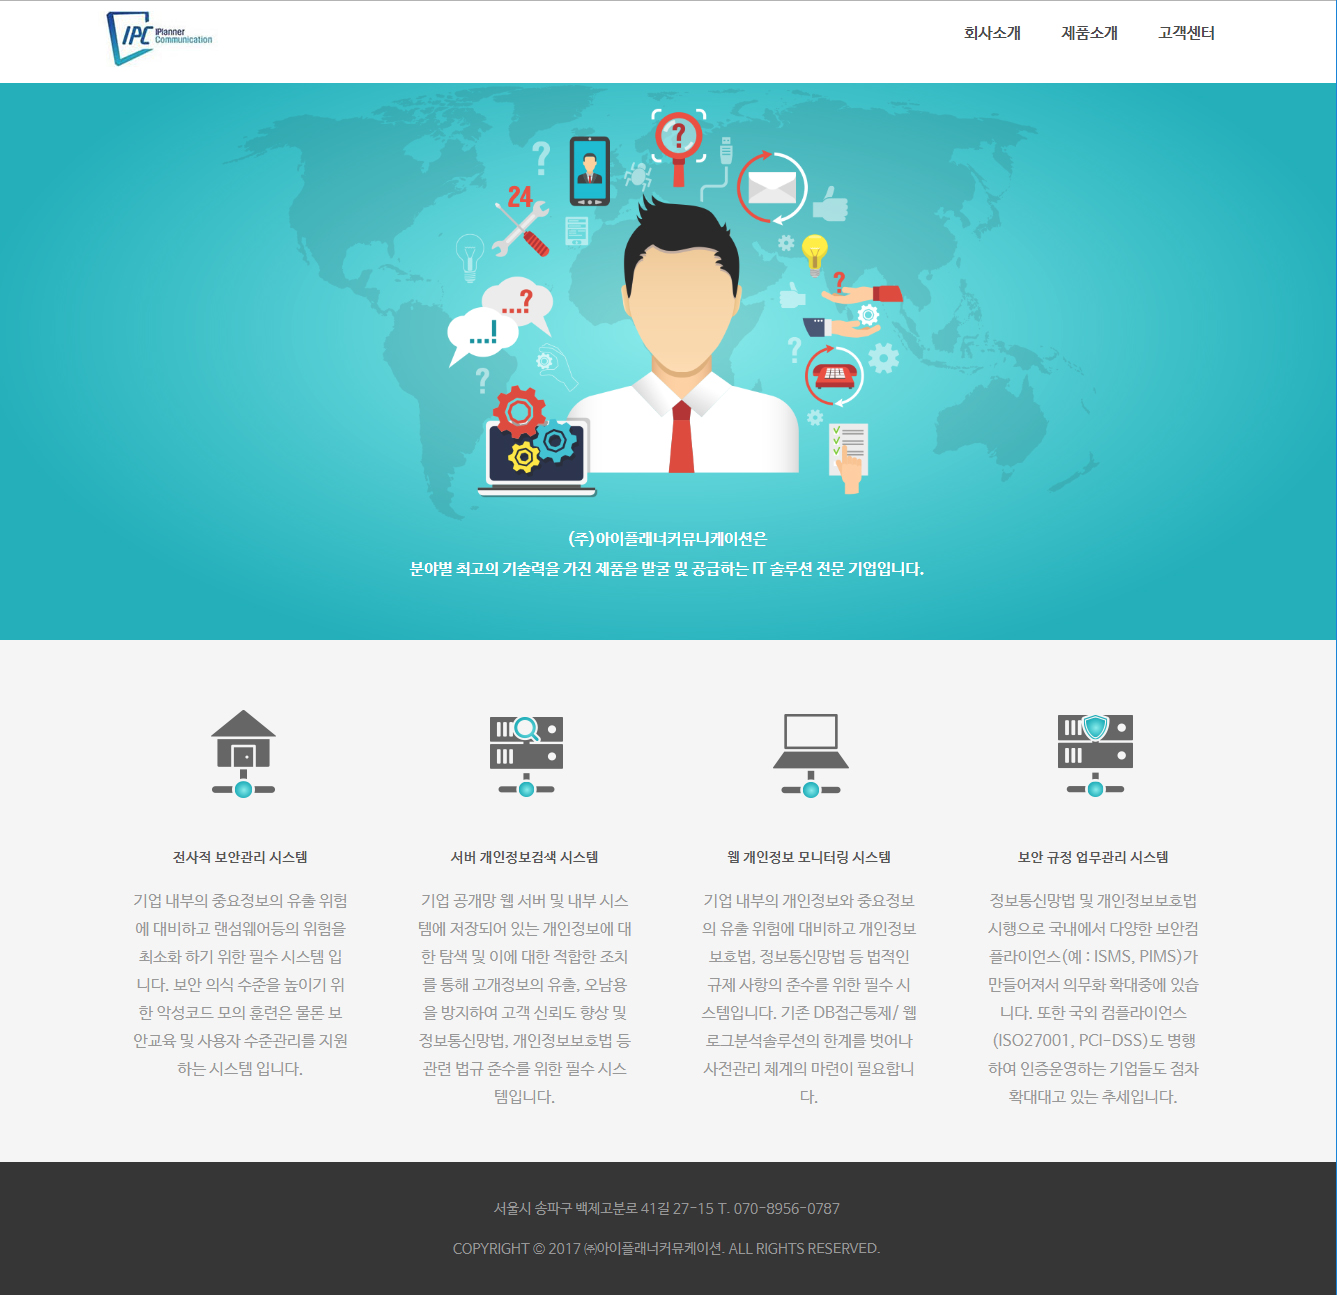 IPC IPlanner
Communication
회사소개 제품소개 고객센터
?
?
24
?
....?
....!
?
?
?
(주)아이플래너커뮤니케이션은
분야별 최고의 기술력을 가진 제품을 발굴 및 공급하는 IT 솔루션 전문 기업입니다.
전사적 보안관리 시스템
기업 내부의 중요정보의 유출 위험
에 대비하고 랜섬웨어등의 위험을
최소화 하기 위한 필수 시스템 입
니다. 보안 의식 수준을 높이기 위
한 악성코드 모의 훈련은 물론 보
안교육 및 사용자 수준관리를 지원
하는 시스템 입니다.
서버 개인정보검색 시스템
기업 공개망 웹 서버 및 내부 시스
템에 저장되어 있는 개인정보에 대
한 탐색 및 이에 대한 적합한 조치
를 통해 고개정보의 유출, 오남용
을 방지하여 고객 신뢰도 향상 및
정보통신망법, 개인정보보호법 등
관련 법규 준수를 위한 필수 시스
템입니다.
웹 개인정보 모니터링 시스템
기업 내부의 개인정보와 중요정보
의 유출 위험에 대비하고 개인정보
보호법, 정보통신망법 등 법적인
규제 사항의 준수를 위한 필수 시
스템입니다. 기존 DB접근통제/ 웹
로그분석솔루션의 한계를 벗어나
사전관리 체계의 마련이 필요합니
다.
보안 규정 업무관리 시스템
정보통신망법 및 개인정보보호법
시행으로 국내에서 다양한 보안컴
플라이언스(예 : ISMS, PIMS)가
만들어져서 의무화 확대중에 있습
니다. 또한 국외 컴플라이언스
(ISO27001, PCI-DSS)도 병행
하여 인증운영하는 기업들도 점차
확대대고 있는 추세입니다.
서울시 송파구 백제고분로 41길 27-15 T. 070-8956-0787
COPYRIGHT © 2017 ㈜아이플래너커뮤케이션. ALL RIGHTS RESERVED.